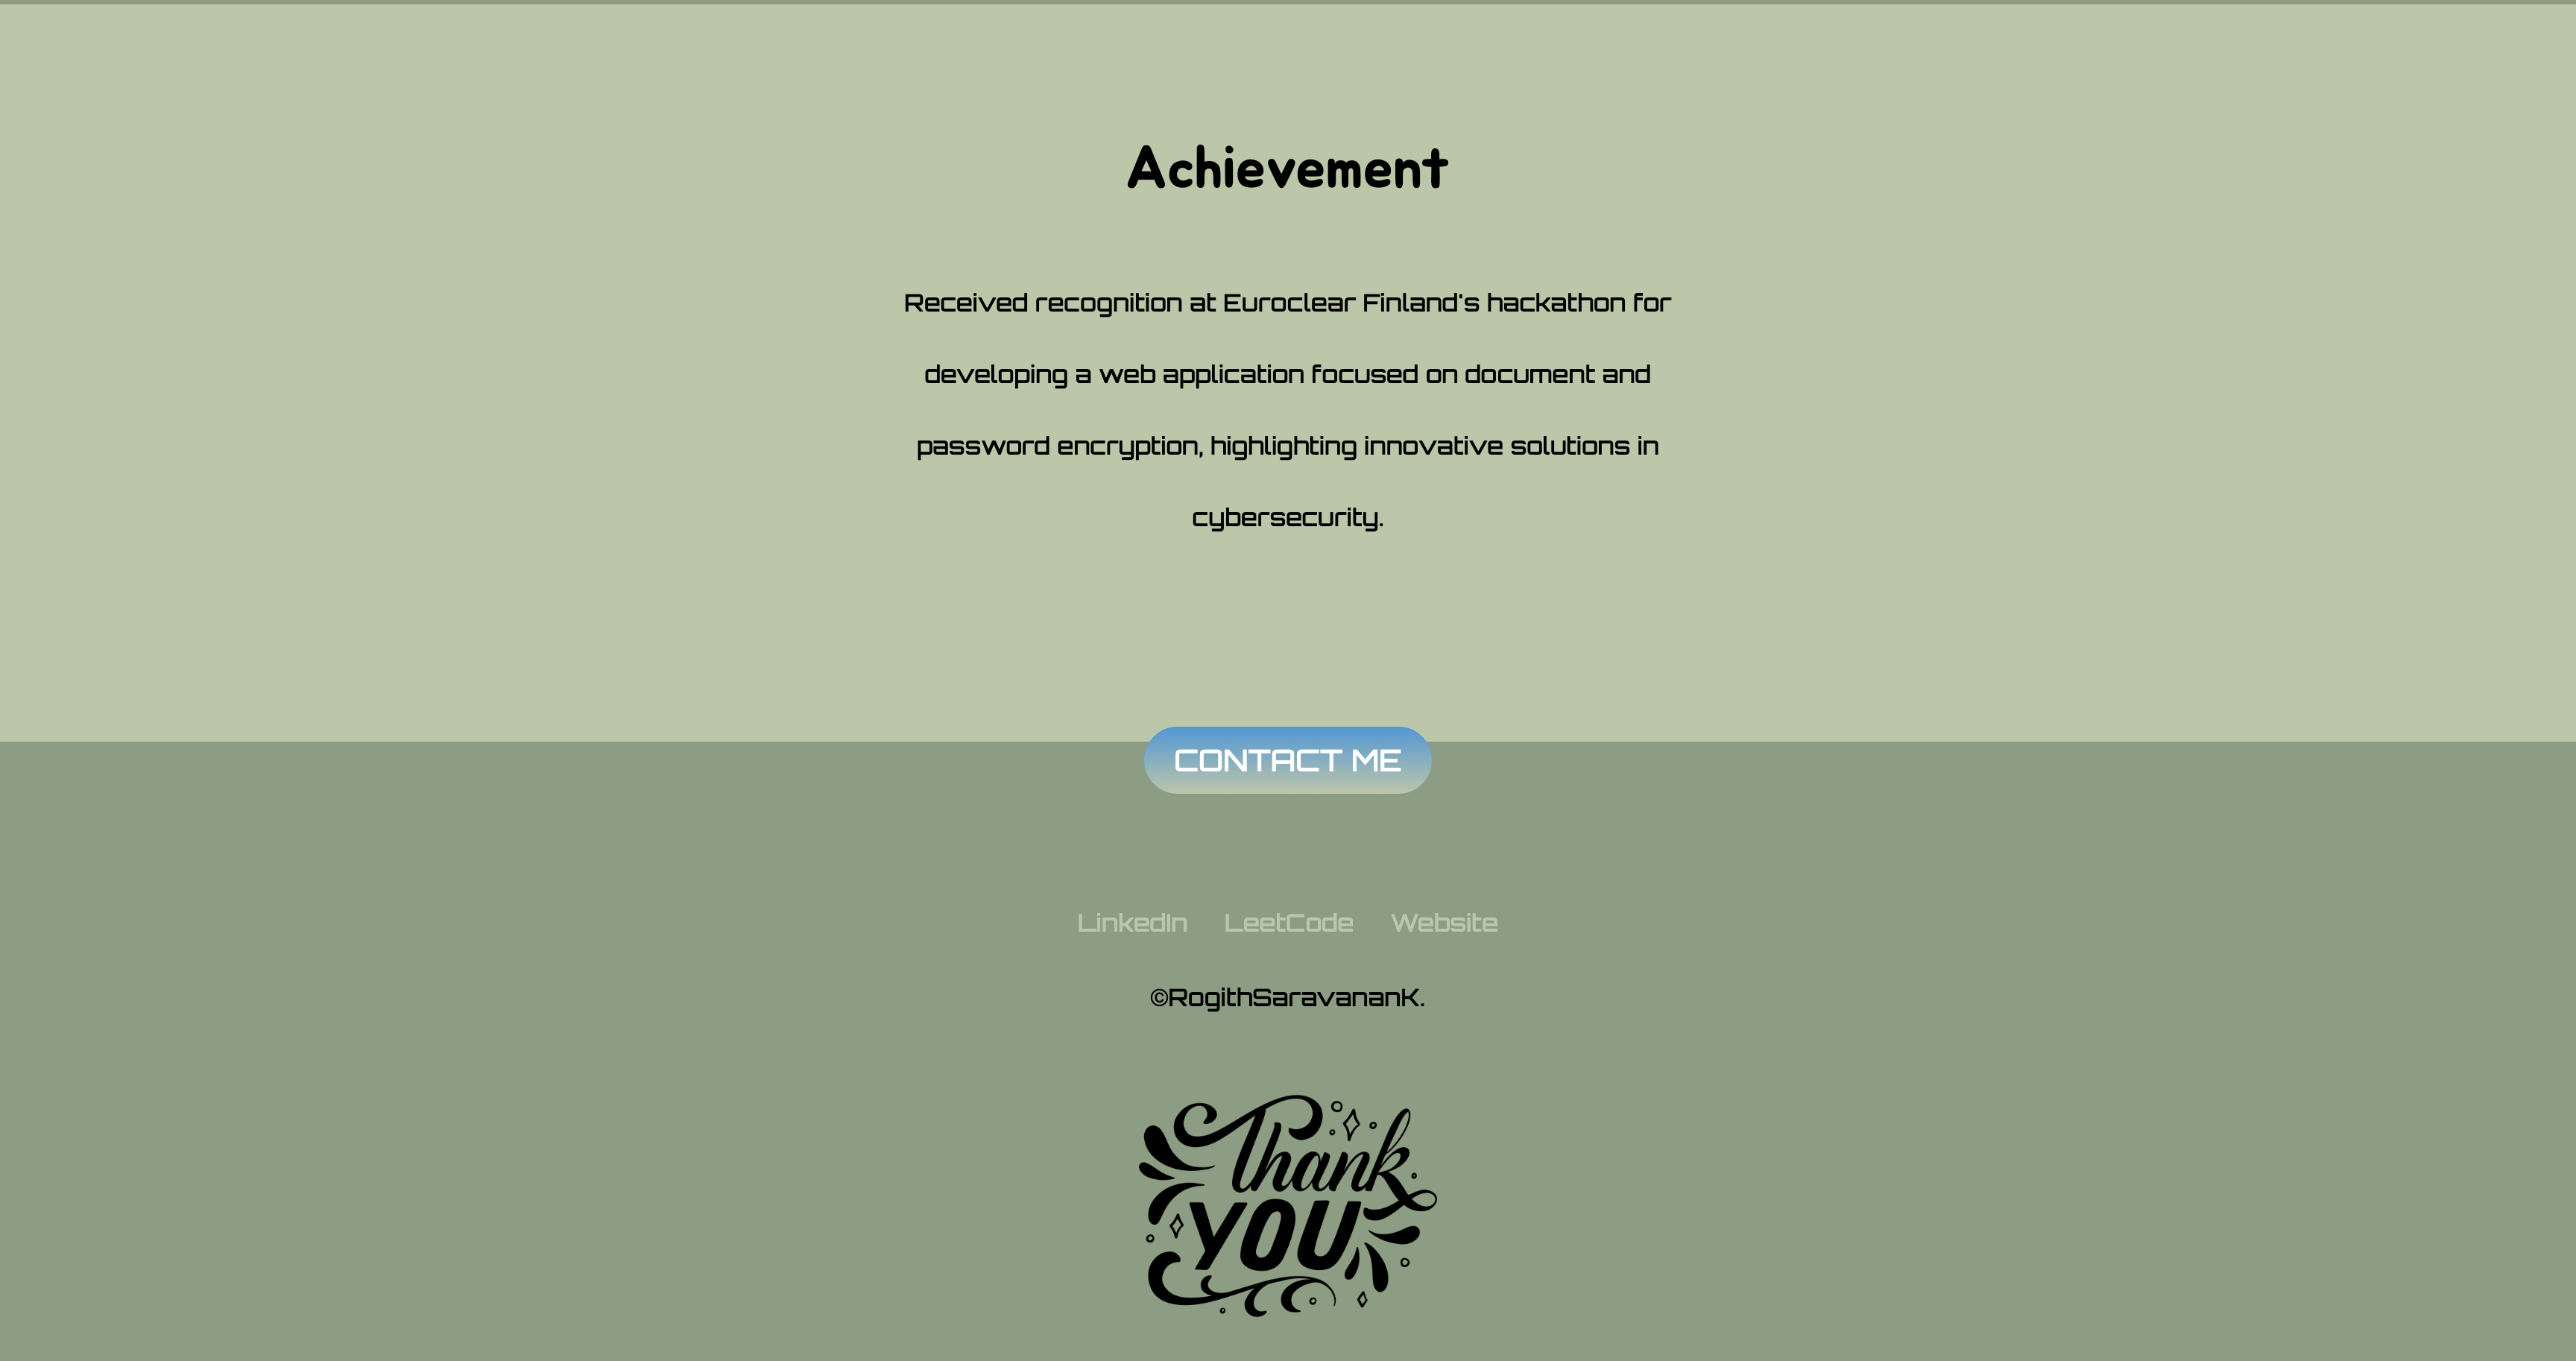 Achievement
Received recognition at Euroclear Finland's hackathon for
developing a web application focused on document and
password encryption, highlighting innovative solutions in
cybersecurity.
CONTACT ME
LinkedIn LeetCode Website
©RogithSaravananK.
Thank
YOU